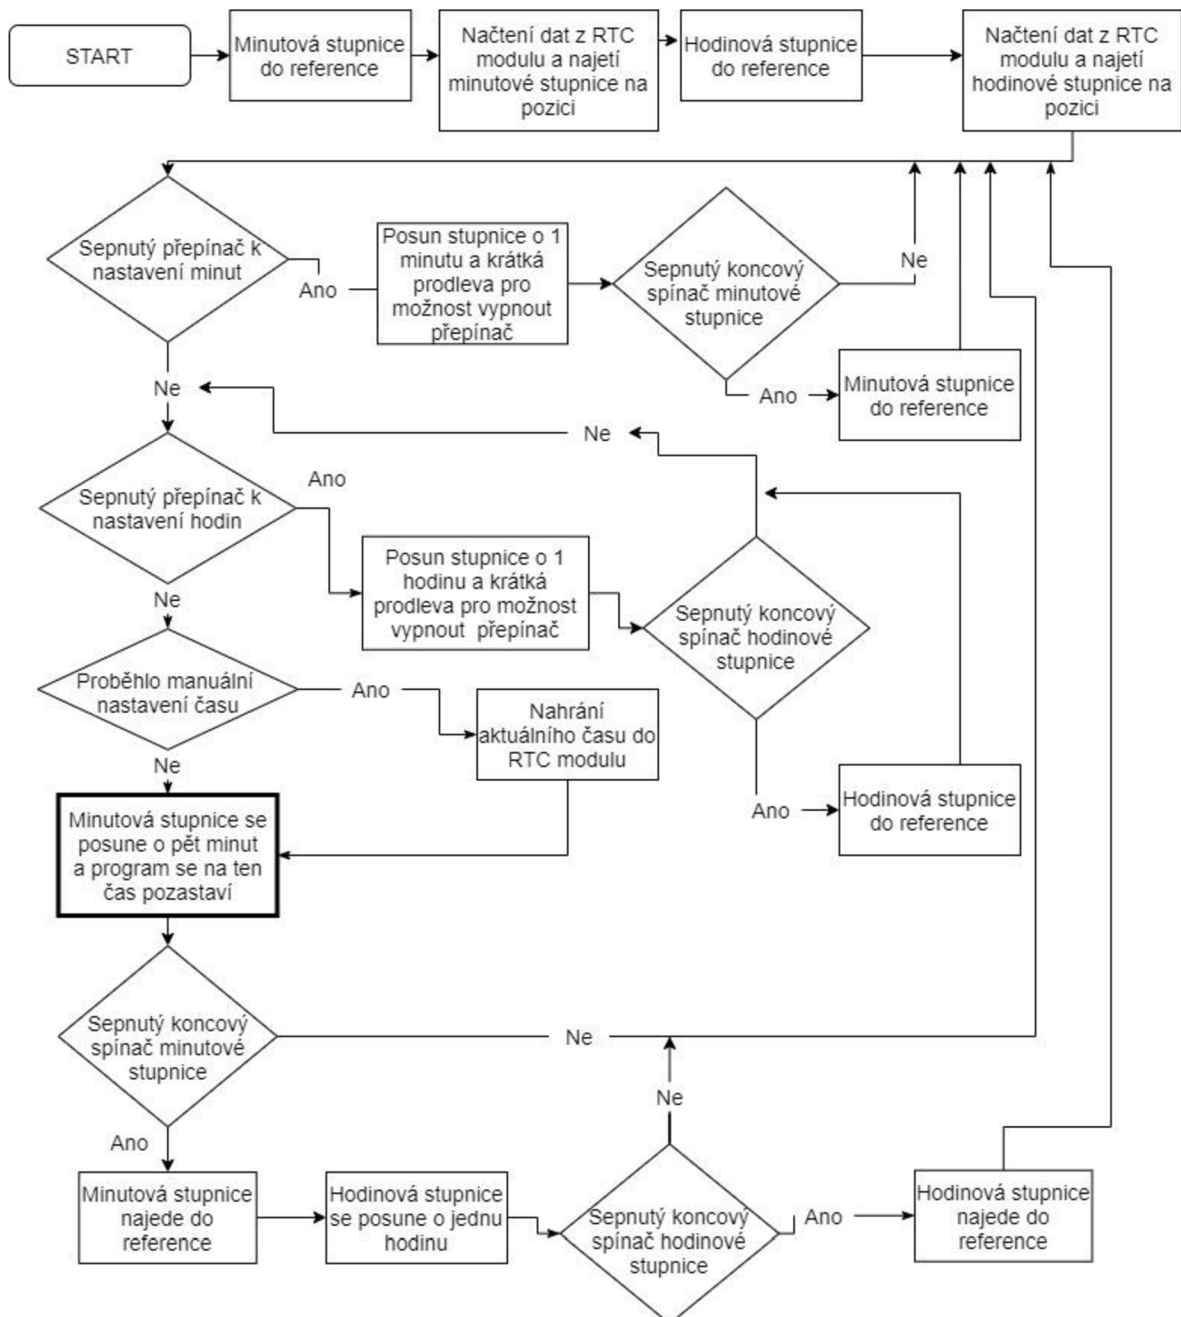 START
Minutová stupnice
do reference
Načtení dat z RTC
modulu a najetí
minutové stupnice na
pozici
Hodinová stupnice
do reference
Načtení dat z RTC
modulu a najetí
hodinové stupnice na
pozici
Sepnutý přepínač k
nastavení minut
Ano
Posun stupnice o 1
minutu a krátká
prodleva pro
možnost vypnout
přepínač
Sepnutý koncový
spínač minutové
stupnice
Ne
Ano
Minutová stupnice
do reference
Ne
Ne
Sepnutý přepínač k
nastavení hodin
Ano
Posun stupnice o 1
hodinu a krátká
prodleva pro možnost
vypnout přepínač
Sepnutý koncový
spínač hodinové
stupnice
Ne
Proběhlo manuální
nastavení času
Ano
Nahrání
aktuálního času do
RTC modulu
Ano
Hodinová stupnice
do reference
Ne
Minutová stupnice se
posune o pět minut
a program se na ten
čas pozastaví
Sepnutý koncový
spínač minutové
stupnice
Ne
Ne
Ano
Minutová stupnice
najede do
reference
Hodinová stupnice
se posune o jednu
hodinu
Sepnutý koncový
spínač hodinové
stupnice
Ano
Hodinová stupnice
najede do
reference